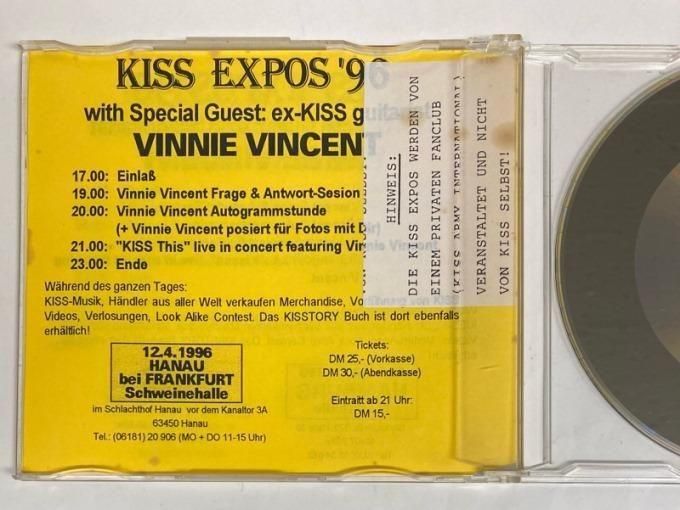 KISS EXPOS '96
with Special Guest: ex-KISS
VINNIE VINCENT
17.00: Einlaß
19.00: Vinnie Vincent Frage & Antwort-Sesion
20.00: Vinnie Vincent Autogrammstunde
(+ Vinnie Vincent posiert für Fotos mit
21.00: "KISS This" live in concert featuring
23.00: Ende
Während des ganzen Tages:
KISS-Musik, Händler aus aller Welt verkaufen Merchandise,
Videos, Verlosungen, Look Alike Contest. Das KISSTORY Buch ist dort ebenfalls
erhältlich!
12.4.1996
HANAU
bei FRANKFURT
Schweinehalle
im Schlachthof Hanau vor dem Kanaltor 3A
63450 Hanau
Tel.: (06181) 20 906 (MO + DO 11-15 Uhr)
Tickets:
DM 25,- (Vorkasse)
DM 30,- (Abendkasse)
Eintraitt ab 21 Uhr:
DM 15,-
HINWEIS:
DIE KISS EXPOS WERDEN VON
EINEM PRIVATEN FANCLUB
(KISS ARMY INTERNATIONAL)
VERANSTALTET UND NICHT
VON KISS SELBST!